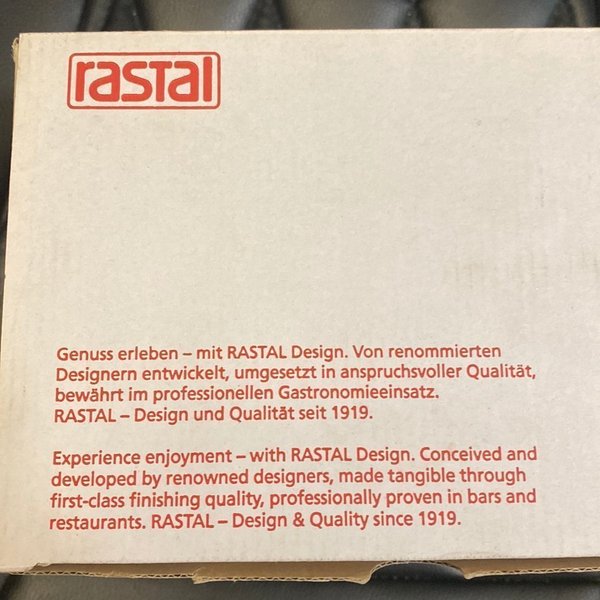 rastal
Genuss erleben – mit RASTAL Design. Von renommierten
Designern entwickelt, umgesetzt in anspruchsvoller Qualität,
bewährt im professionellen Gastronomieeinsatz.
RASTAL – Design und Qualität seit 1919.
Experience enjoyment – with RASTAL Design. Conceived and
developed by renowned designers, made tangible through
first-class finishing quality, professionally proven in bars and
restaurants. RASTAL – Design & Quality since 1919.